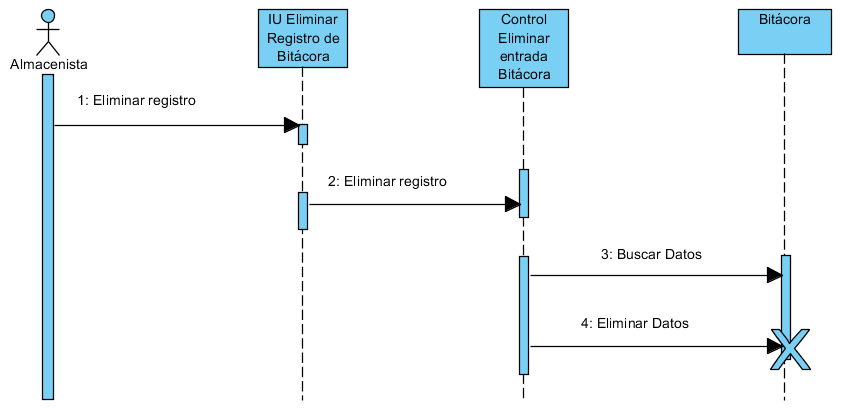 IU Eliminar
Registro de
Bitácora
Control
Eliminar
entrada
Bitácora
Bitácora
Almacenista
1: Eliminar registro
2: Eliminar registro
3: Buscar Datos
4: Eliminar Datos